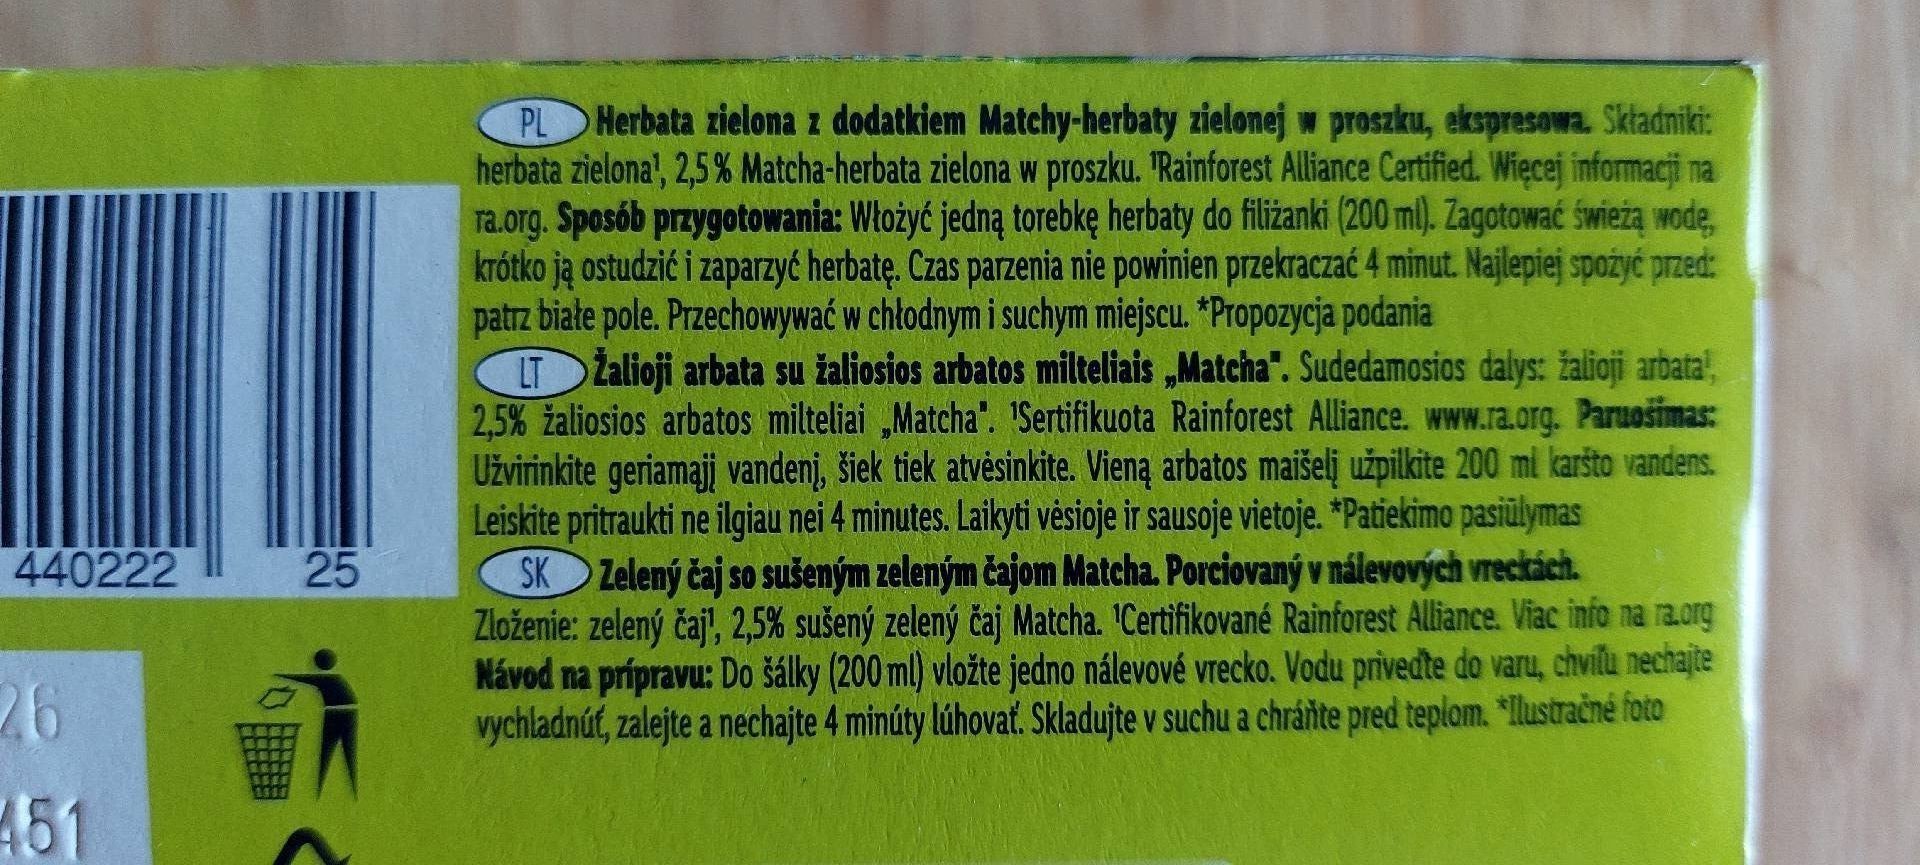 PL Herbata zielona z dodatkiem Matchy-herbaty zielonej w proszku, ekspresowa. Składniki:
herbata zielona¹, 2,5% Matcha-herbata zielona w proszku. ¹Rainforest Alliance Certified. Więcej informacji na
ra.org. Sposób przygotowania: Włożyć jedną torebkę herbaty do filiżanki (200 ml). Zagotować świeżą wodę,
krótko ją ostudzić i zaparzyć herbatę. Czas parzenia nie powinien przekraczać 4 minut. Najlepiej spożyć przed:
patrz białe pole. Przechowywać w chłodnym i suchym miejscu. *Propozycja podania
LT Žalioji arbata su žaliosios arbatos milteliais „Matcha". Sudedamosios dalys: žalioji arbata¹,
2,5% žaliosios arbatos milteliai „Matcha". ¹Sertifikuota Rainforest Alliance. www.ra.org. Paruošimas:
Užvirinkite geriamąjį vandenį, šiek tiek atvėsinkite. Vieną arbatos maišelį užpilkite 200 ml karšto vandens.
Leiskite pritraukti ne ilgiau nei 4 minutes. Laikyti vėsioje ir sausoje vietoje. *Patiekimo pasiūlymas
SK Zelený čaj so sušeným zeleným čajom Matcha. Porciovaný v nálevových vreckách.
Zloženie: zelený čaj¹, 2,5% sušený zelený čaj Matcha. ¹Certifikované Rainforest Alliance. Viac info na ra.org
Návod na prípravu: Do šálky (200 ml) vložte jedno nálevové vrecko. Vodu priveďte do varu, chvíľu nechajte
vychladnúť, zalejte a nechajte 4 minúty lúhovať. Skladujte v suchu a chráňte pred teplom. *Ilustračné foto
440222 25
26
451